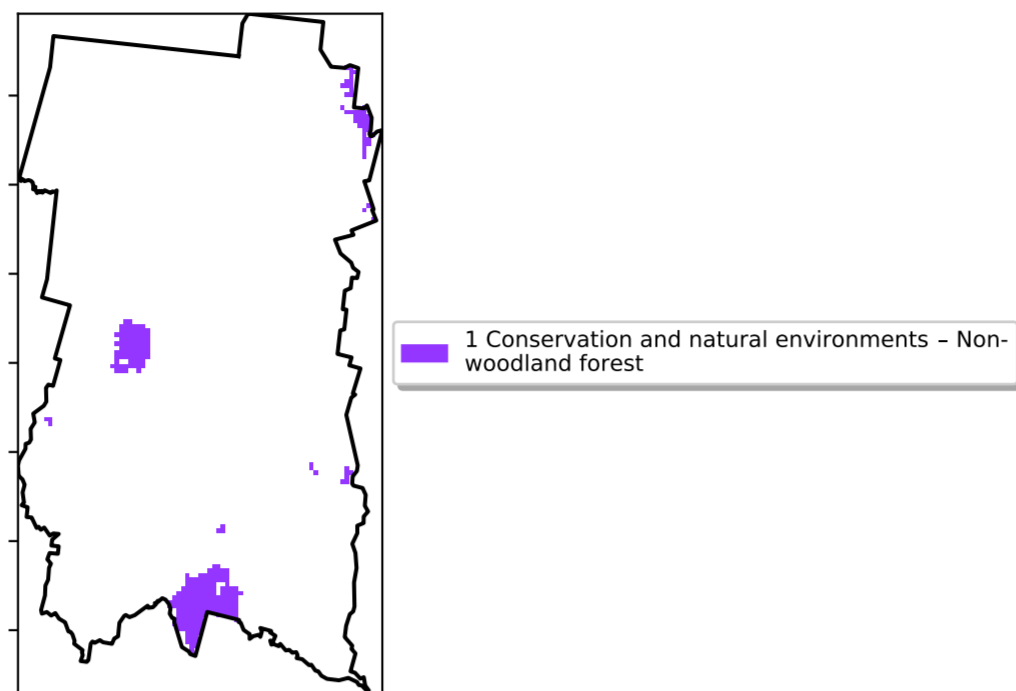 1 Conservation and natural environments – Non-
woodland forest